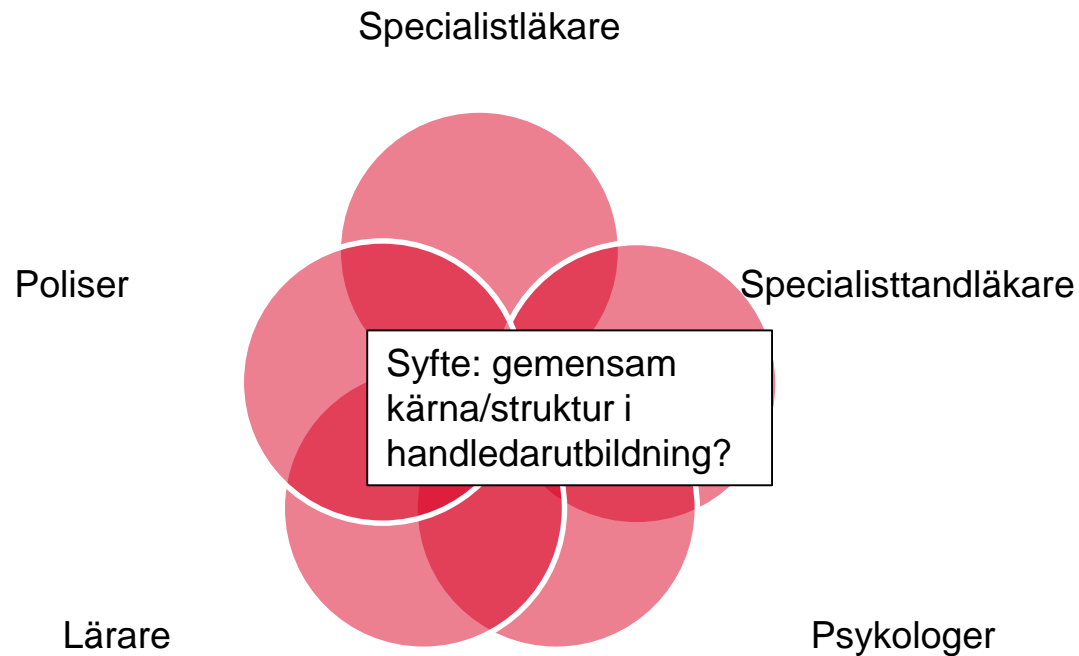 Specialistläkare
Poliser
Specialisttandläkare
Syfte: gemensam
kärna/struktur i
handledarutbildning?
Lärare
Psykologer